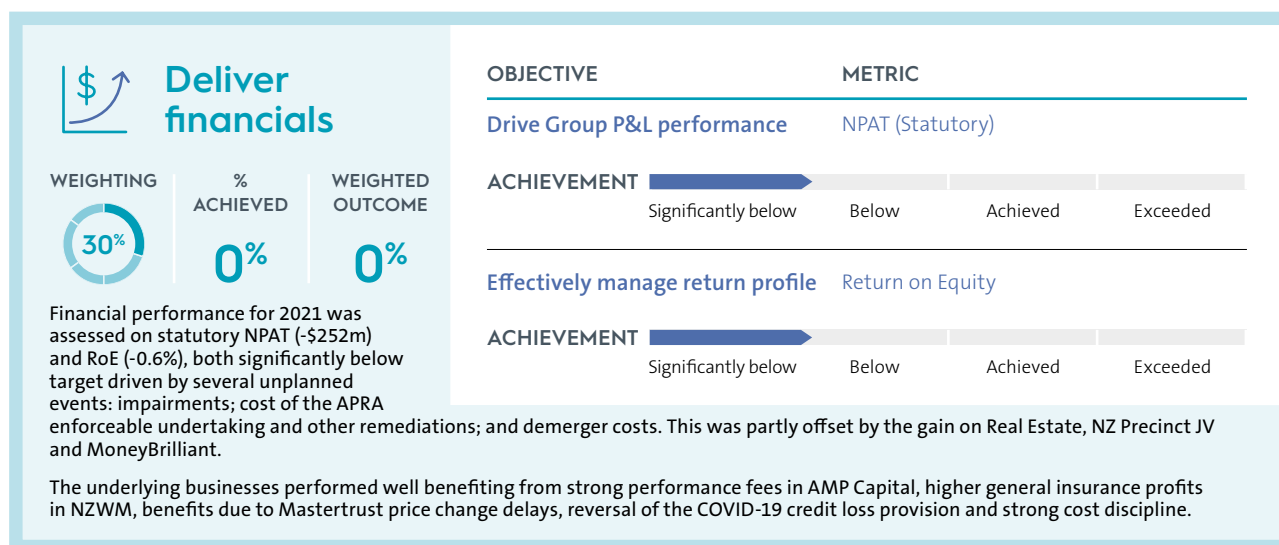 $
Deliver
financials
WEIGHTING
30%
%
ACHIEVED
0%
WEIGHTED
OUTCOME
0%
Financial performance for 2021 was
assessed on statutory NPAT (-$252m)
and RoE (-0.6%), both significantly below
target driven by several unplanned
events: impairments; cost of the APRA
enforceable undertaking and other remediations; and demerger costs. This was partly offset by the gain on Real Estate, NZ Precinct JV
and MoneyBrilliant.
The underlying businesses performed well benefiting from strong performance fees in AMP Capital, higher general insurance profits
in NZWM, benefits due to Mastertrust price change delays, reversal of the COVID-19 credit loss provision and strong cost discipline.
OBJECTIVE METRIC
Drive Group P&L performance NPAT (Statutory)
ACHIEVEMENT
Significantly below Below Achieved Exceeded
Effectively manage return profile Return on Equity
ACHIEVEMENT
Significantly below Below Achieved Exceeded